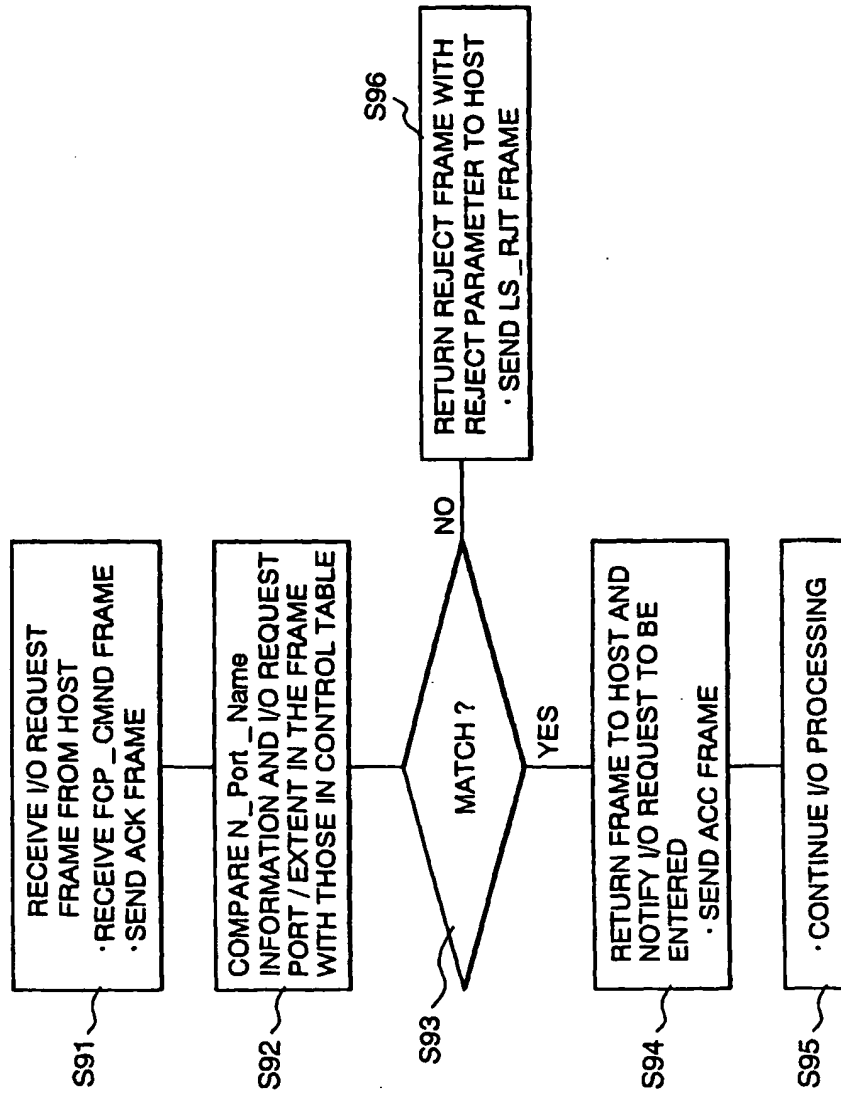 S91
RECEIVE I/O REQUEST
FRAME FROM HOST
·RECEIVE FCP_CMND FRAME
·SEND ACK FRAME
S92
COMPARE N_Port_Name
INFORMATION AND I/O REQUEST
PORT / EXTENT IN THE FRAME
WITH THOSE IN CONTROL TABLE
S93
MATCH ?
NO
YES
S96
RETURN REJECT FRAME WITH
REJECT PARAMETER TO HOST
·SEND LS_RJT FRAME
S94
RETURN FRAME TO HOST AND
NOTIFY I/O REQUEST TO BE
ENTERED
·SEND ACC FRAME
S95
·CONTINUE I/O PROCESSING